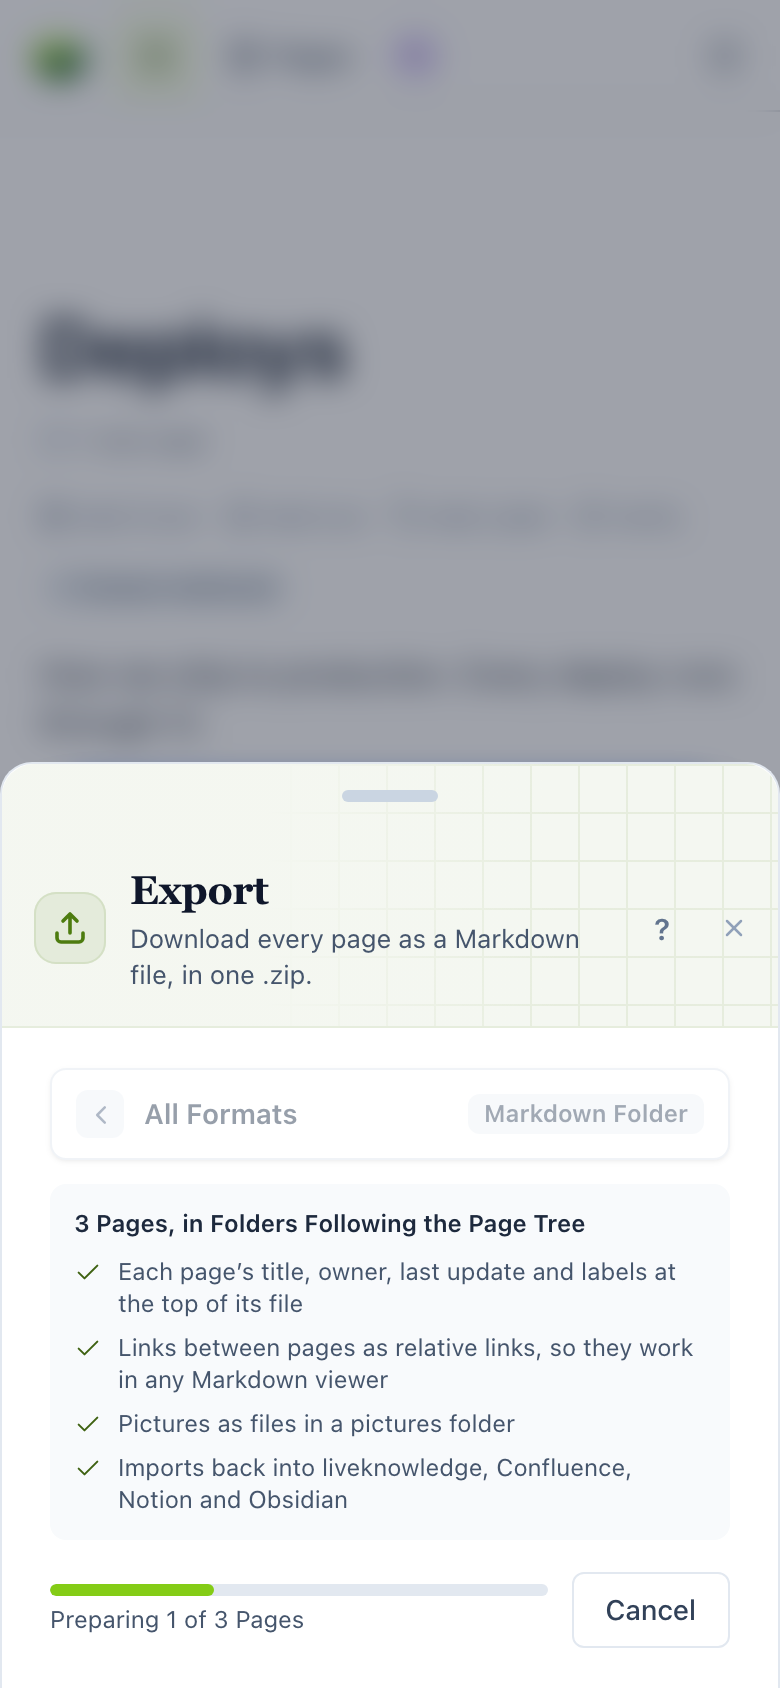 Deploys
Export
Download every page as a Markdown
file, in one .zip.
?
All Formats
Markdown Folder
3 Pages, in Folders Following the Page Tree
Each page’s title, owner, last update and labels at
the top of its file
Links between pages as relative links, so they work
in any Markdown viewer
Pictures as files in a pictures folder
Imports back into liveknowledge, Confluence,
Notion and Obsidian
Preparing 1 of 3 Pages
Cancel